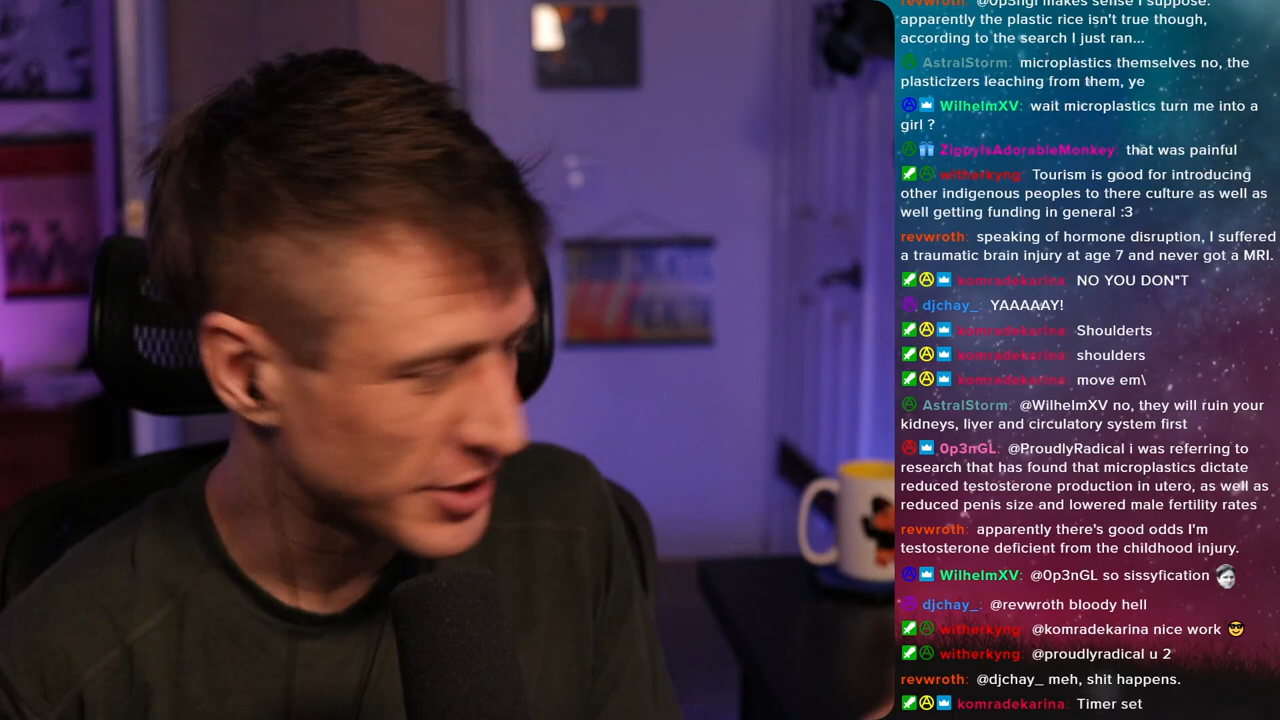 revwroth: @0p3ngl makes sense I suppose.
apparently the plastic rice isn't true though,
according to the search I just ran...
AstralStorm: microplastics themselves no, the
plasticizers leaching from them, ye
WilhelmXV: wait microplastics turn me into a
girl ?
ZippyIsAdorableMonkey: that was painful
witherkyng: Tourism is good for introducing
other indigenous peoples to there culture as well as
well getting funding in general :3
revwroth: speaking of hormone disruption, I suffered
a traumatic brain injury at age 7 and never got a MRI.
komradekarina: NO YOU DON"T
djchay_: YAAAAAY!
komradekarina: Shoulderts
komradekarina: shoulders
komradekarina: move em\
AstralStorm: @WilhelmXV no, they will ruin your
kidneys, liver and circulatory system first
0p3nGL: @ProudlyRadical i was referring to
research that has found that microplastics dictate
reduced testosterone production in utero, as well as
reduced penis size and lowered male fertility rates
revwroth: apparently there's good odds I'm
testosterone deficient from the childhood injury.
WilhelmXV: @0p3nGL so sissyfication
djchay_: @revwroth bloody hell
witherkyng: @komradekarina nice work 😎
witherkyng: @proudlyradical u 2
revwroth: @djchay_ meh, shit happens.
komradekarina: Timer set